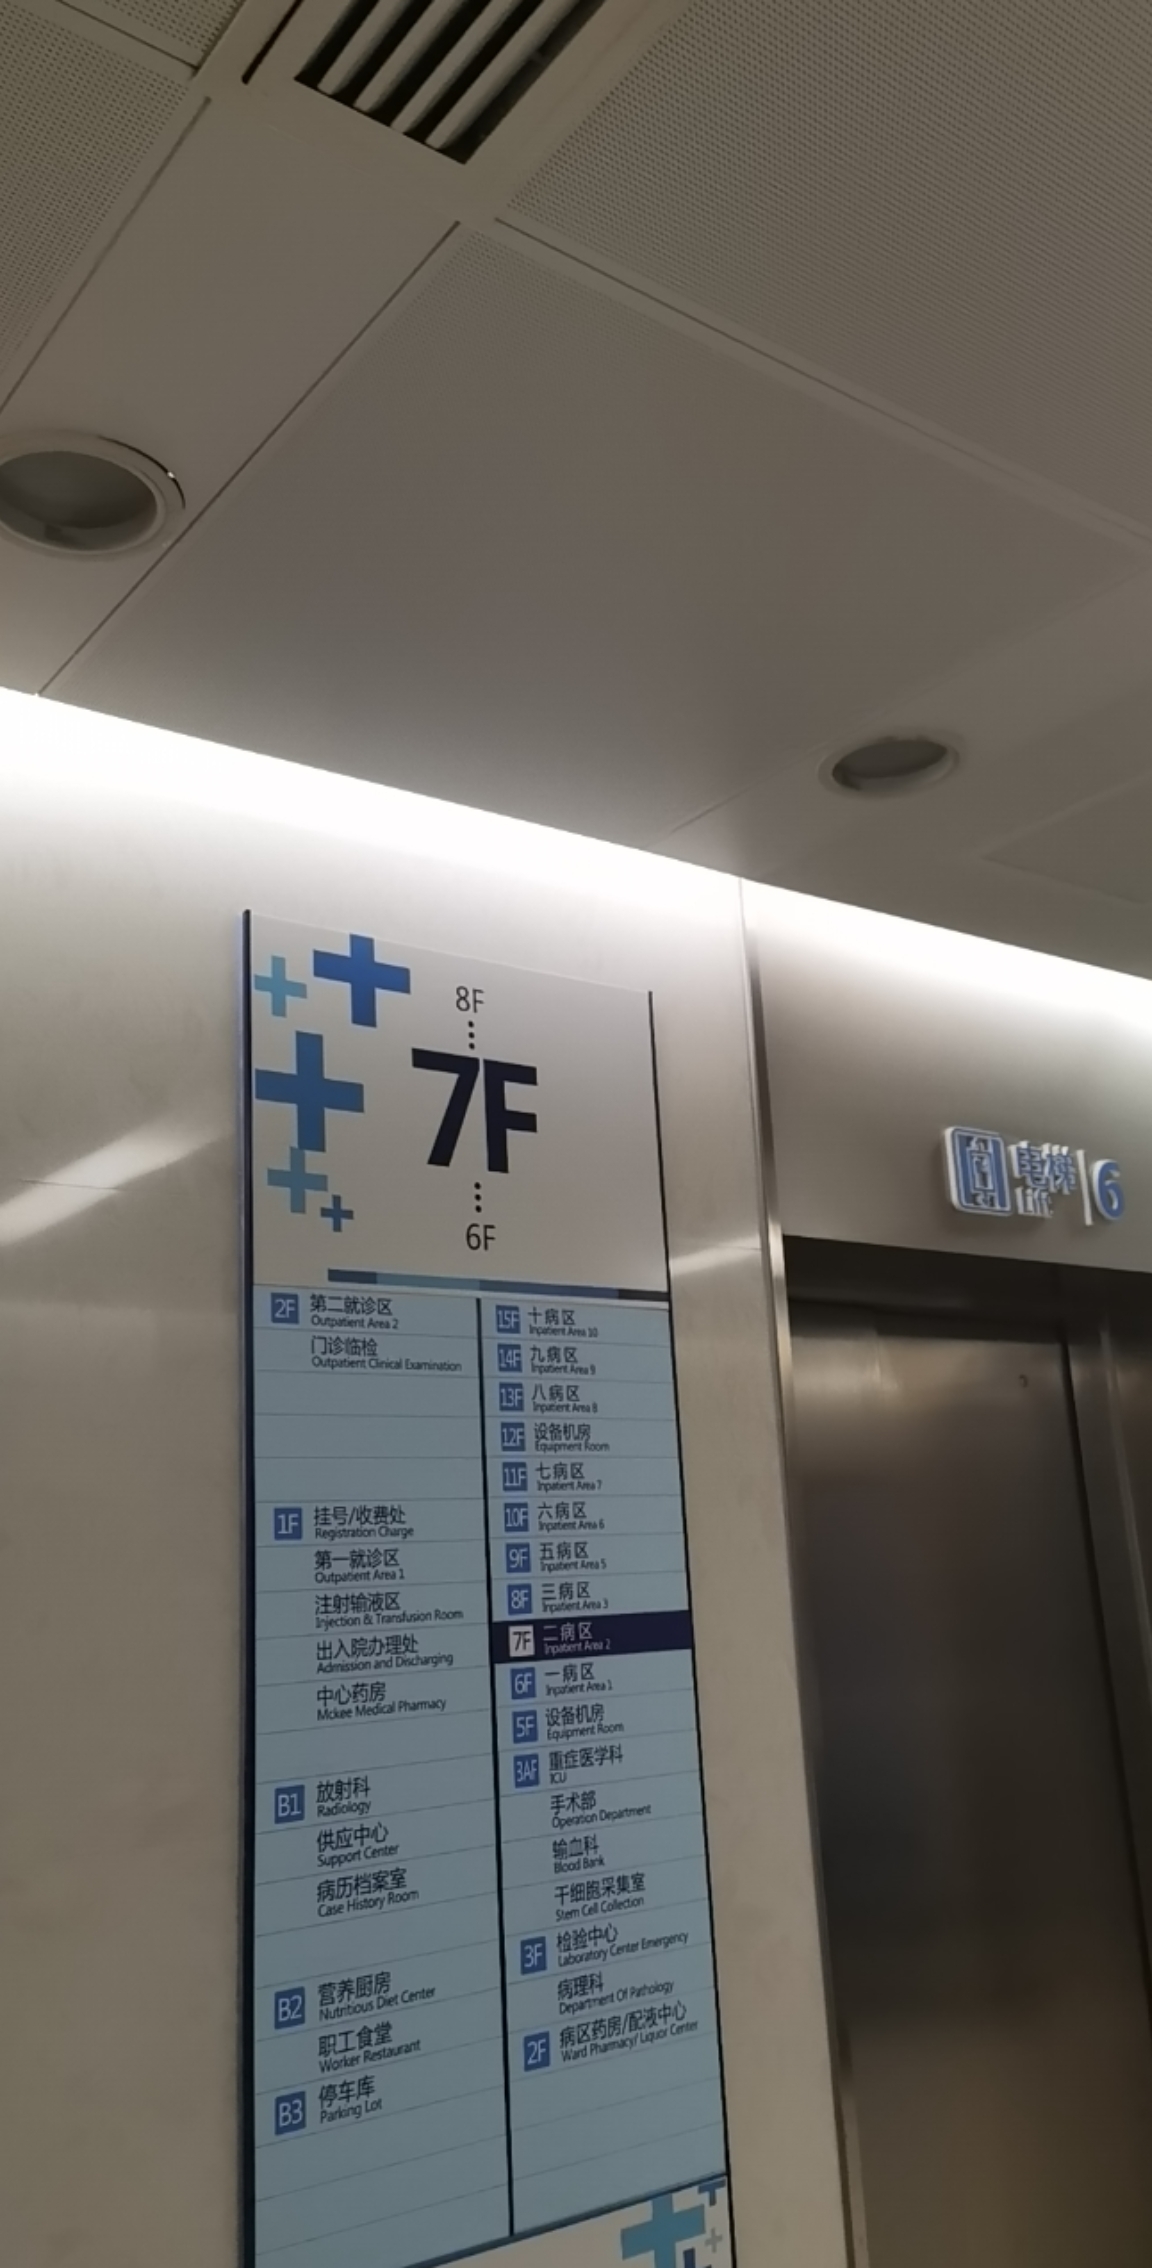 8F
7F
6F
2F 第二就诊区
Outpatient Area 2
门诊临检
Outpatient Clinical Examination
1F 挂号/收费处
Registration Charge
第一就诊区
Outpatient Area 1
注射输液区
Injection & Transfusion Room
出入院办理处
Admission and Discharging
中心药房
Mckee Medical Pharmacy
B1 放射科
Radiology
供应中心
Support Center
病历档案室
Case History Room
B2 营养厨房
Nutritious Diet Center
职工食堂
Worker Restaurant
B3 停车库
Parking Lot
15F 十病区
Inpatient Area 10
14F 九病区
Inpatient Area 9
13F 八病区
Inpatient Area 8
12F 设备机房
Equipment Room
11F 七病区
Inpatient Area 7
10F 六病区
Inpatient Area 6
9F 五病区
Inpatient Area 5
8F 三病区
Inpatient Area 3
7F 二病区
Inpatient Area 2
6F 一病区
Inpatient Area 1
5F 设备机房
Equipment Room
3AF 重症医学科
ICU
手术部
Operation Department
输血科
Blood Bank
干细胞采集室
Stem Cell Collection
3F 检验中心
Laboratory Center Emergency
病理科
Department Of Pathology
2F 病区药房/配液中心
Ward Pharmacy/ Liquor Center
电梯 6
Lift